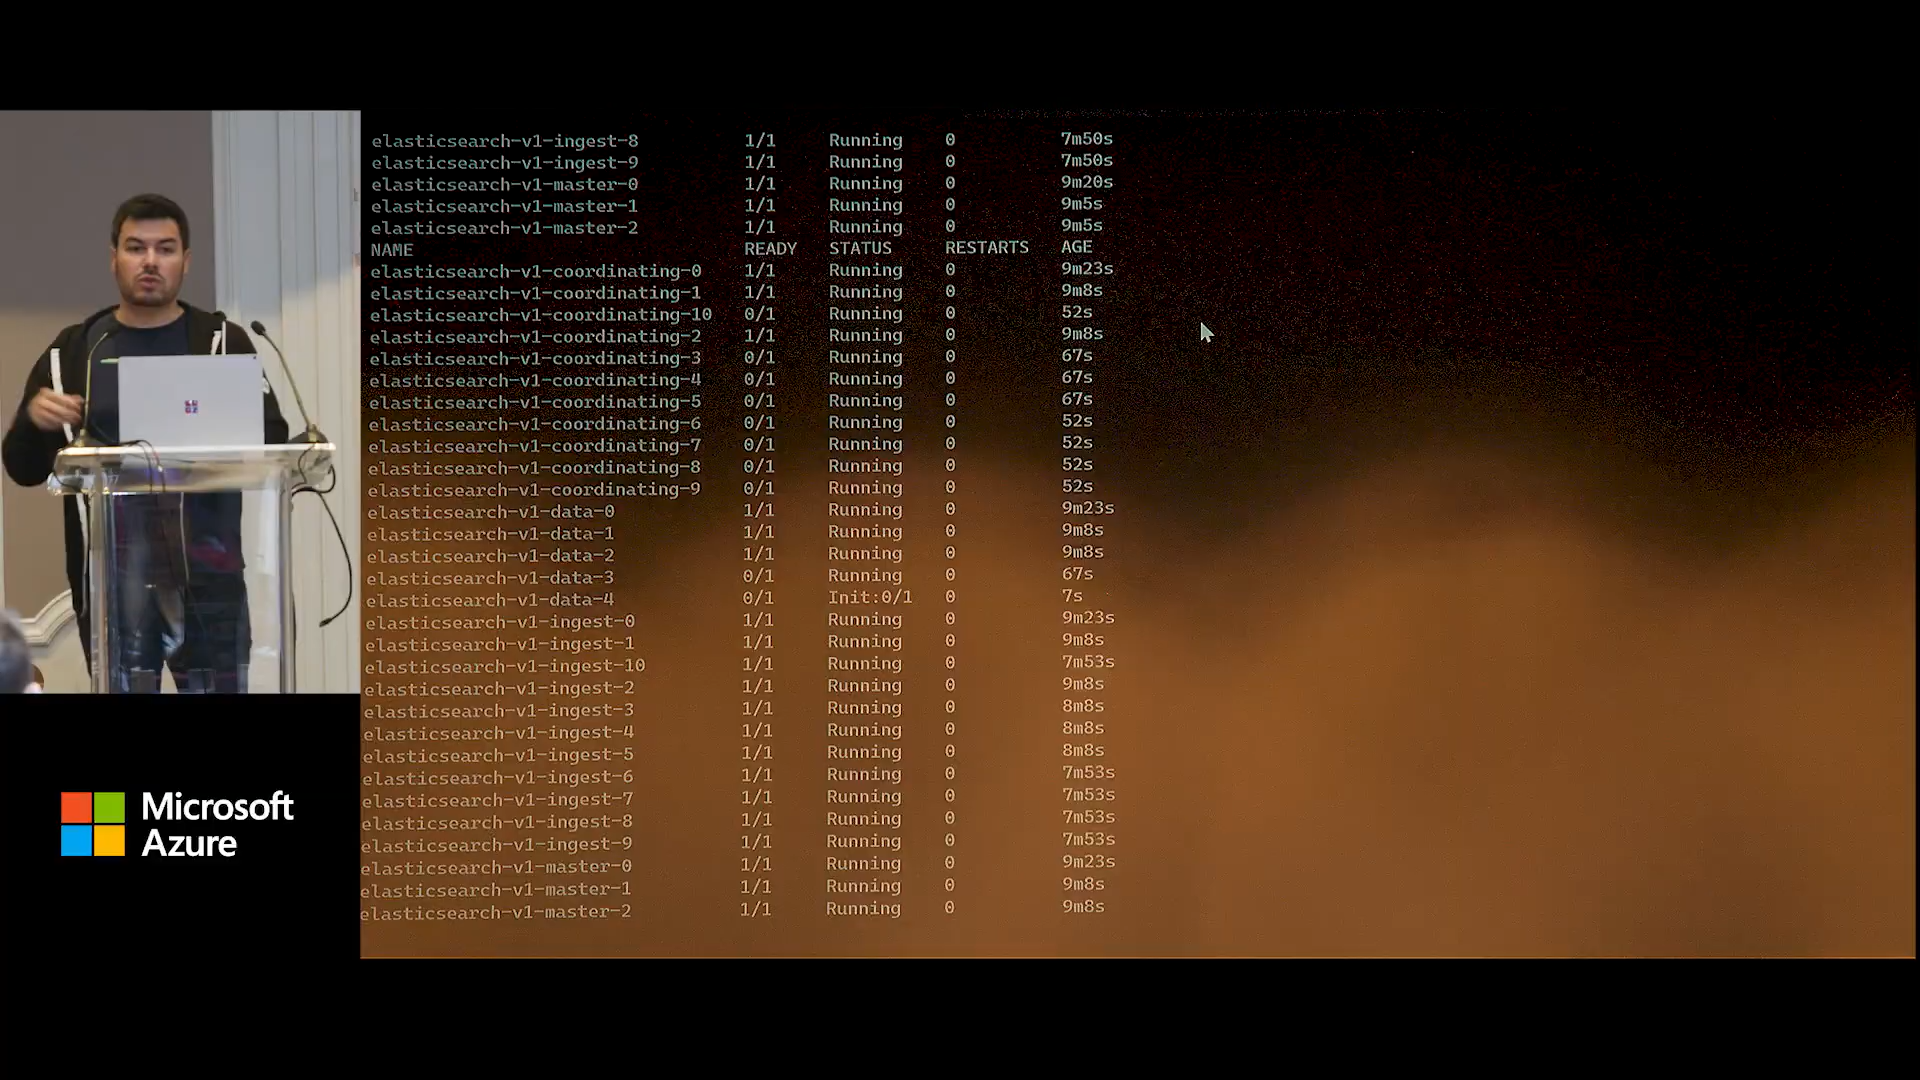 elasticsearch-v1-ingest-8 1/1 Running 0 7m50s
elasticsearch-v1-ingest-9 1/1 Running 0 7m50s
elasticsearch-v1-master-0 1/1 Running 0 9m20s
elasticsearch-v1-master-1 1/1 Running 0 9m5s
elasticsearch-v1-master-2 1/1 Running 0 9m5s
NAME READY STATUS RESTARTS AGE
elasticsearch-v1-coordinating-0 1/1 Running 0 9m23s
elasticsearch-v1-coordinating-1 1/1 Running 0 9m8s
elasticsearch-v1-coordinating-10 0/1 Running 0 52s
elasticsearch-v1-coordinating-2 1/1 Running 0 9m8s
elasticsearch-v1-coordinating-3 0/1 Running 0 67s
elasticsearch-v1-coordinating-4 0/1 Running 0 67s
elasticsearch-v1-coordinating-5 0/1 Running 0 67s
elasticsearch-v1-coordinating-6 0/1 Running 0 52s
elasticsearch-v1-coordinating-7 0/1 Running 0 52s
elasticsearch-v1-coordinating-8 0/1 Running 0 52s
elasticsearch-v1-coordinating-9 0/1 Running 0 52s
elasticsearch-v1-data-0 1/1 Running 0 9m23s
elasticsearch-v1-data-1 1/1 Running 0 9m8s
elasticsearch-v1-data-2 1/1 Running 0 9m8s
elasticsearch-v1-data-3 0/1 Running 0 67s
elasticsearch-v1-data-4 0/1 Init:0/1 0 7s
elasticsearch-v1-ingest-0 1/1 Running 0 9m23s
elasticsearch-v1-ingest-1 1/1 Running 0 9m8s
elasticsearch-v1-ingest-10 1/1 Running 0 7m53s
elasticsearch-v1-ingest-2 1/1 Running 0 9m8s
elasticsearch-v1-ingest-3 1/1 Running 0 8m8s
elasticsearch-v1-ingest-4 1/1 Running 0 8m8s
elasticsearch-v1-ingest-5 1/1 Running 0 8m8s
elasticsearch-v1-ingest-6 1/1 Running 0 7m53s
elasticsearch-v1-ingest-7 1/1 Running 0 7m53s
elasticsearch-v1-ingest-8 1/1 Running 0 7m53s
elasticsearch-v1-ingest-9 1/1 Running 0 7m53s
elasticsearch-v1-master-0 1/1 Running 0 9m23s
elasticsearch-v1-master-1 1/1 Running 0 9m8s
elasticsearch-v1-master-2 1/1 Running 0 9m8s
Microsoft
Azure